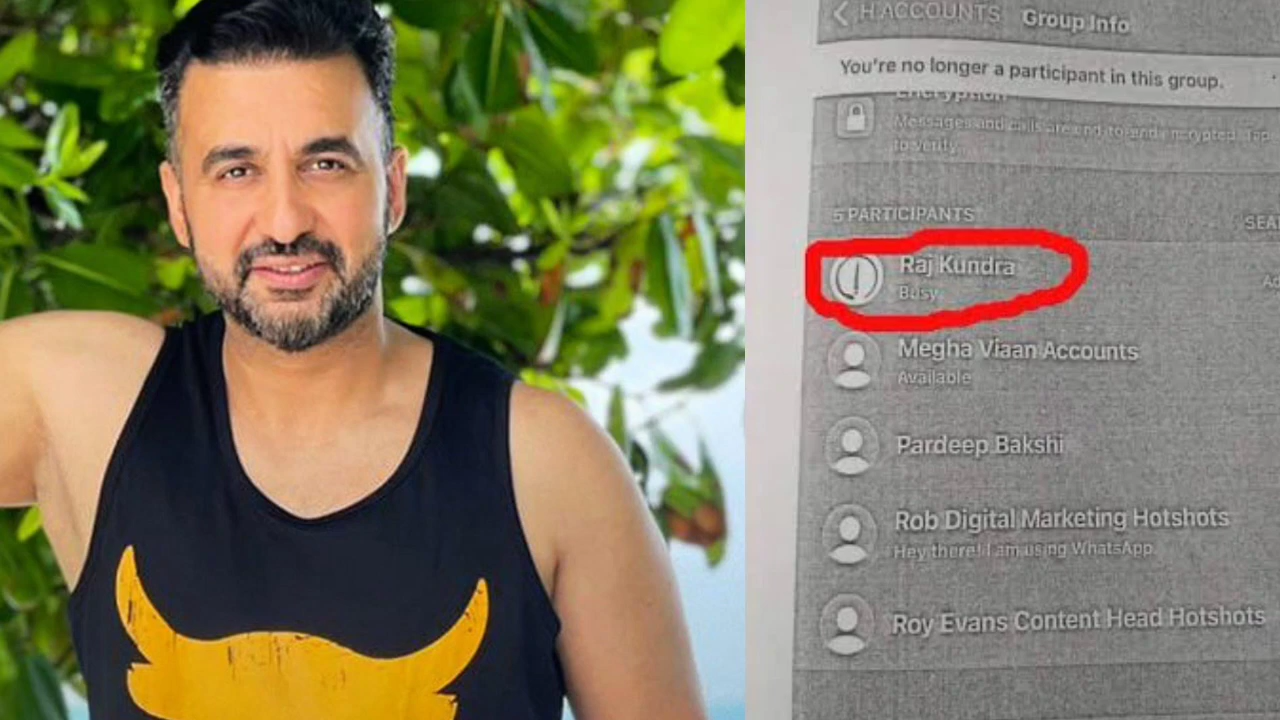 H ACCOUNTS Group Info
You're no longer a participant in this group.
Encryption
Messages and calls are end-to-end encrypted. Tap
to verify.
5 PARTICIPANTS
Raj Kundra
Busy
Megha Viaan Accounts
Available
Pardeep Bakshi
Rob Digital Marketing Hotshots
Hey there! I am using WhatsApp.
Roy Evans Content Head Hotshots